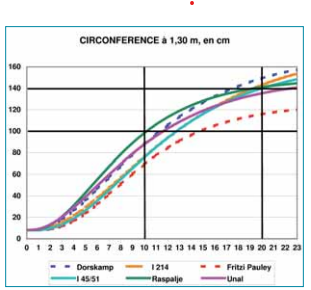 CIRCONFERENCE à 1,30 m, en cm
160
140
120
100
80
60
40
20
0
0 1 2 3 4 5 6 7 8 9 10 11 12 13 14 15 16 17 18 19 20 21 22 23
Dorskamp I 214 Fritzi Pauley
I 45/51 Raspalje Unal